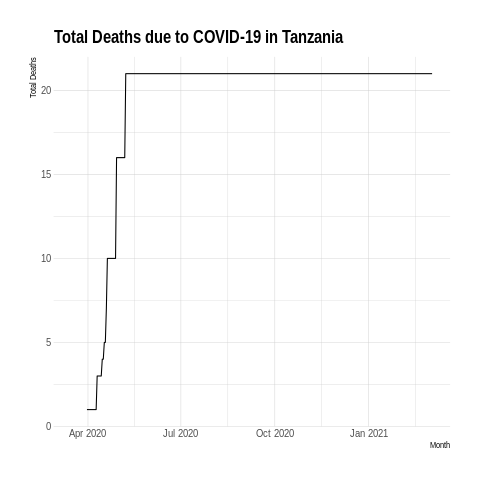 Total Deaths due to COVID-19 in Tanzania
Total Deaths
20
15
10
5
0
Apr 2020 Jul 2020 Oct 2020 Jan 2021
Month